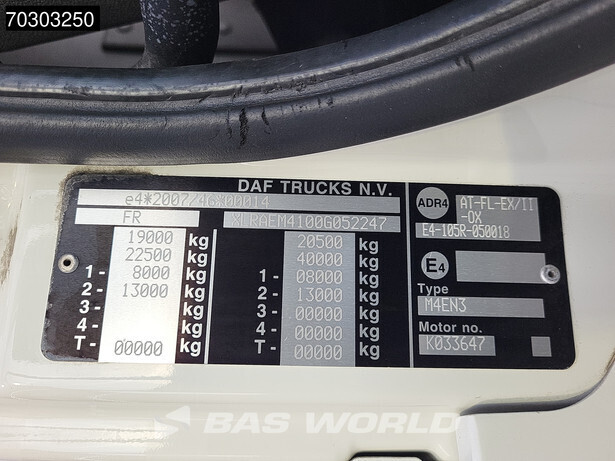 70303250
DAF TRUCKS N.V.
e4*2007/46*00014
FR XLRAEM4100G052247
19000 kg 20500 kg
22500 kg 40000 kg
1- 8000 kg 1- 08000 kg
2- 13000 kg 2- 13000 kg
3- kg 3- 00000 kg
4- kg 4- 00000 kg
T- 00000 kg T- 00000 kg
ADR4 AT-FL-EX/II
-OX
E4-105R-050018
E4
Type
M4EN3
Motor no.
K033647
BAS WORLD